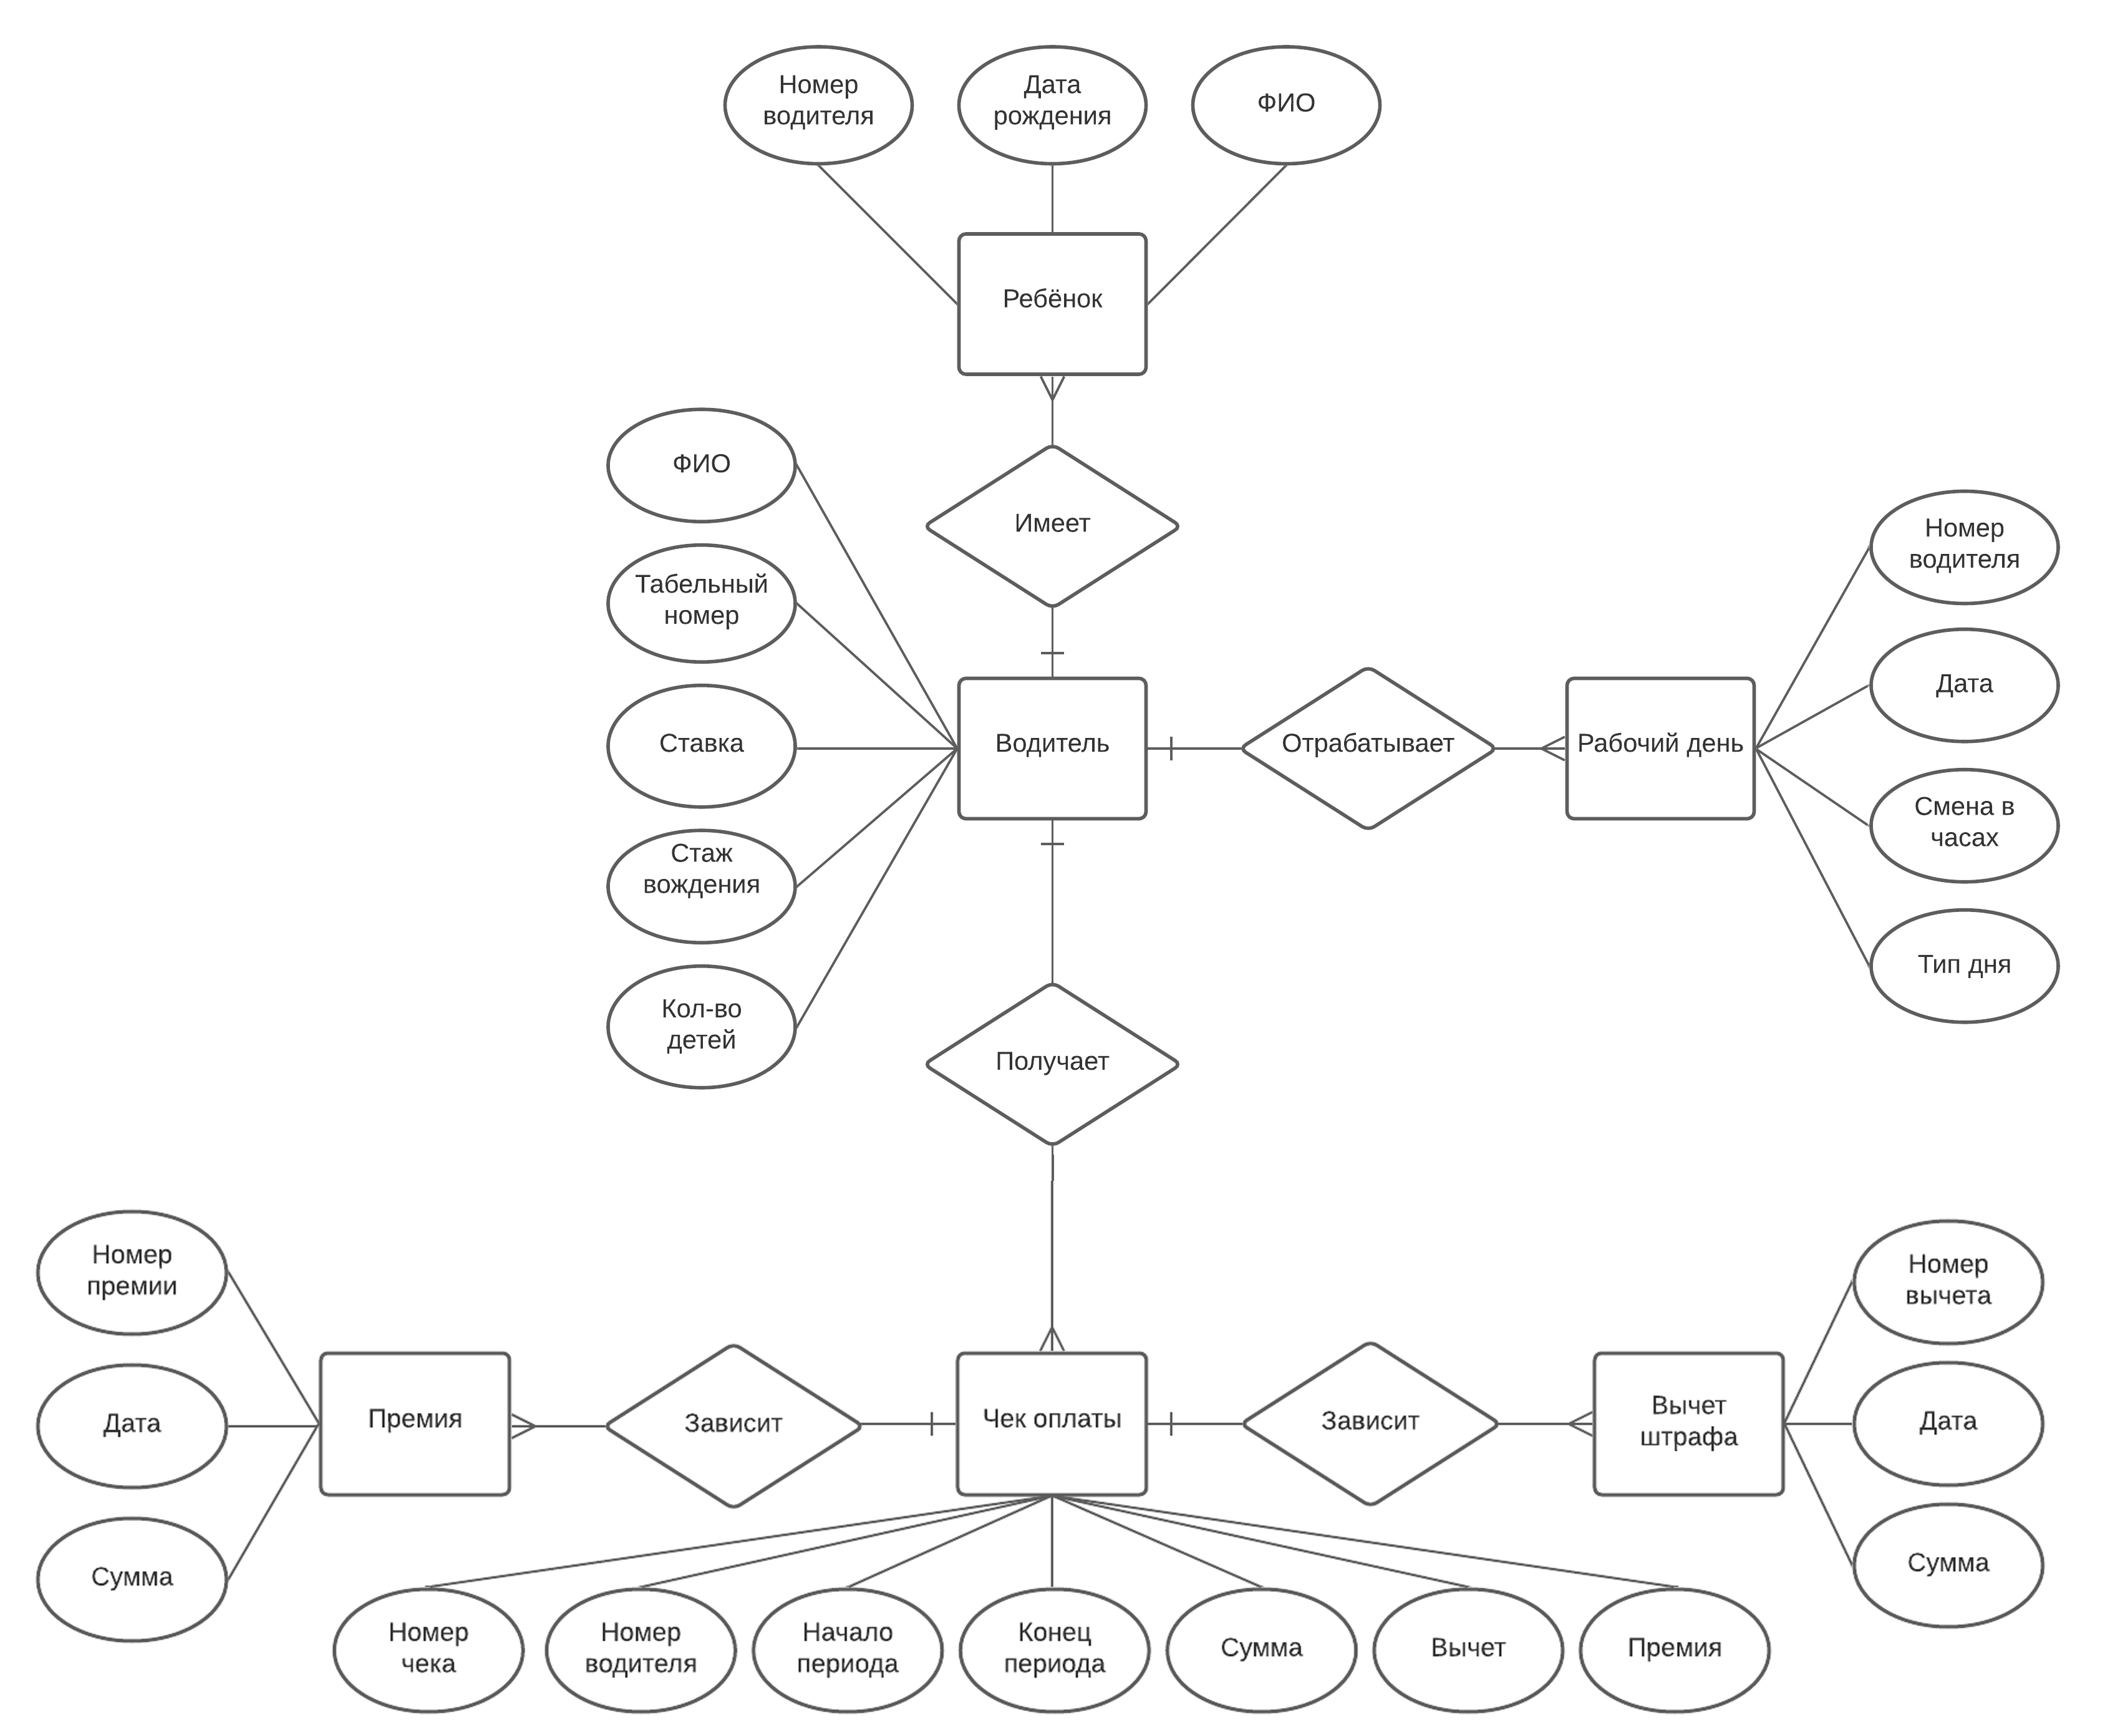 Номер
водителя
Дата
рождения
ФИО
Ребёнок
ФИО
Имеет
Номер
водителя
Табельный
номер
Дата
Ставка
Водитель
Отрабатывает
Рабочий день
Смена в
часах
Стаж
вождения
Тип дня
Кол-во
детей
Получает
Номер
премии
Номер
вычета
Дата
Премия
Зависит
Чек оплаты
Зависит
Вычет
штрафа
Дата
Сумма
Сумма
Номер
чека
Номер
водителя
Начало
периода
Конец
периода
Сумма
Вычет
Премия